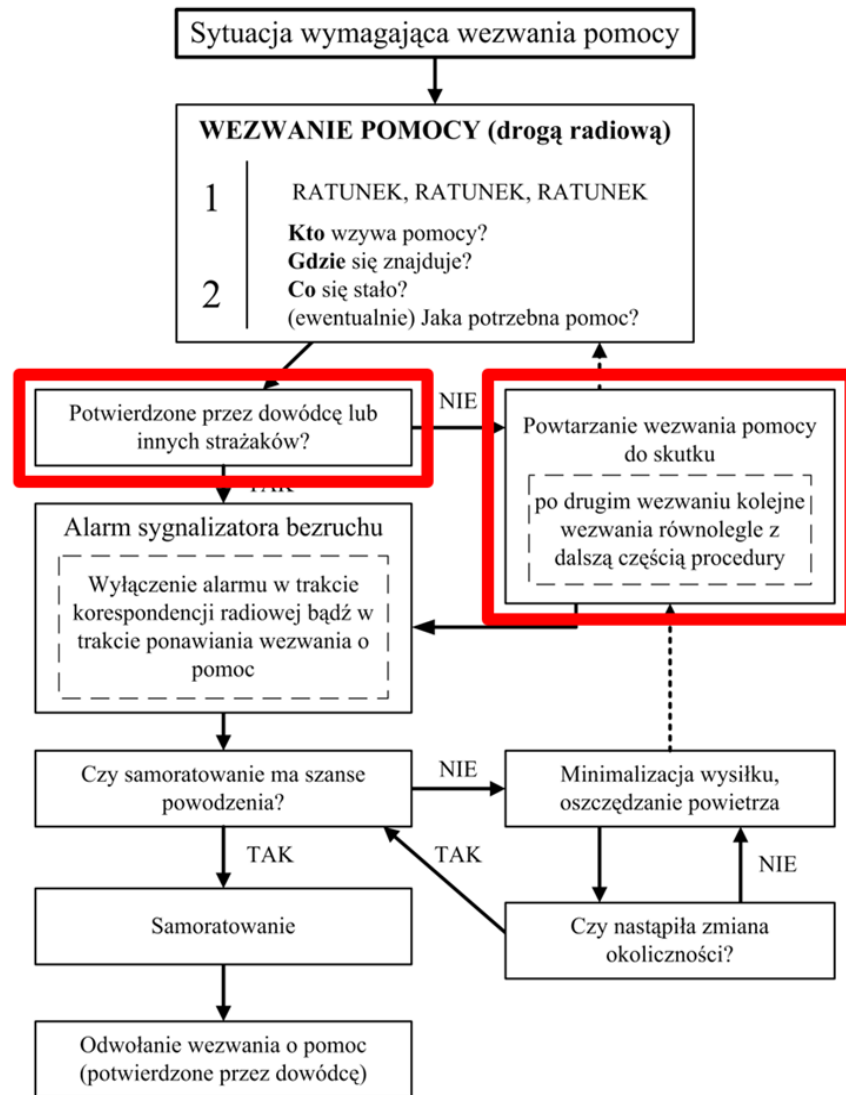 Sytuacja wymagająca wezwania pomocy
WEZWANIE POMOCY (drogą radiową)
1
RATUNEK, RATUNEK, RATUNEK
Kto wzywa pomocy?
Gdzie się znajduje?
2
Co się stało?
(ewentualnie) Jaka potrzebna pomoc?
Potwierdzone przez dowódcę lub
innych strażaków?
NIE
Powtarzanie wezwania pomocy
do skutku
po drugim wezwaniu kolejne
wezwania równolegle z
dalszą częścią procedury
TAK
Alarm sygnalizatora bezruchu
Wyłączenie alarmu w trakcie
korespondencji radiowej bądź w
trakcie ponawiania wezwania o
pomoc
Czy samoratowanie ma szanse
powodzenia?
NIE
Minimalizacja wysiłku,
oszczędzanie powietrza
TAK
TAK
NIE
Samoratowanie
Czy nastąpiła zmiana
okoliczności?
Odwołanie wezwania o pomoc
(potwierdzone przez dowódcę)